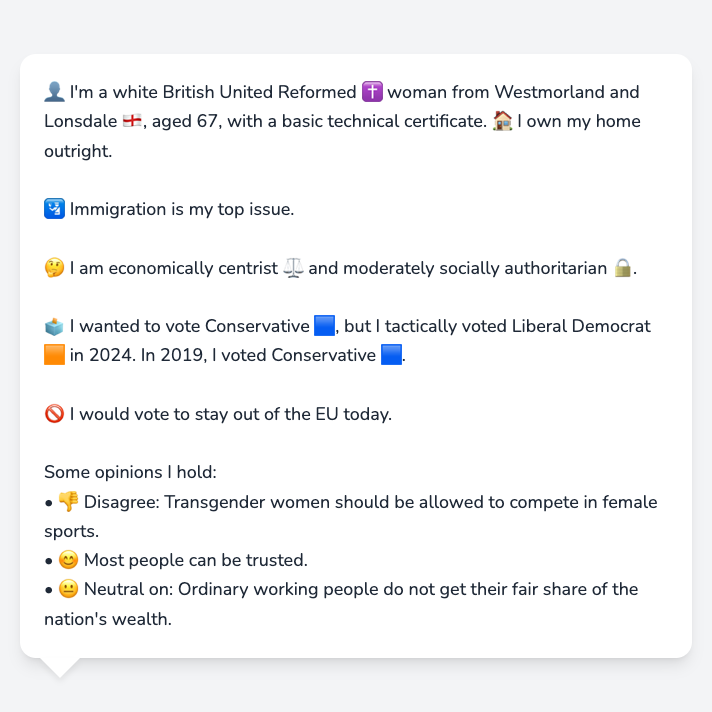 👤 I'm a white British United Reformed ✝️ woman from Westmorland and
Lonsdale 🏴󠁧󠁢󠁥󠁮󠁧󠁿, aged 67, with a basic technical certificate. 🏠 I own my home
outright.
🛂 Immigration is my top issue.
🤔 I am economically centrist ⚖️ and moderately socially authoritarian 🔒.
🗳️ I wanted to vote Conservative 🟦, but I tactically voted Liberal Democrat
🟧 in 2024. In 2019, I voted Conservative 🟦.
🚫 I would vote to stay out of the EU today.
Some opinions I hold:
• 👎 Disagree: Transgender women should be allowed to compete in female
sports.
• 😊 Most people can be trusted.
• 😐 Neutral on: Ordinary working people do not get their fair share of the
nation's wealth.